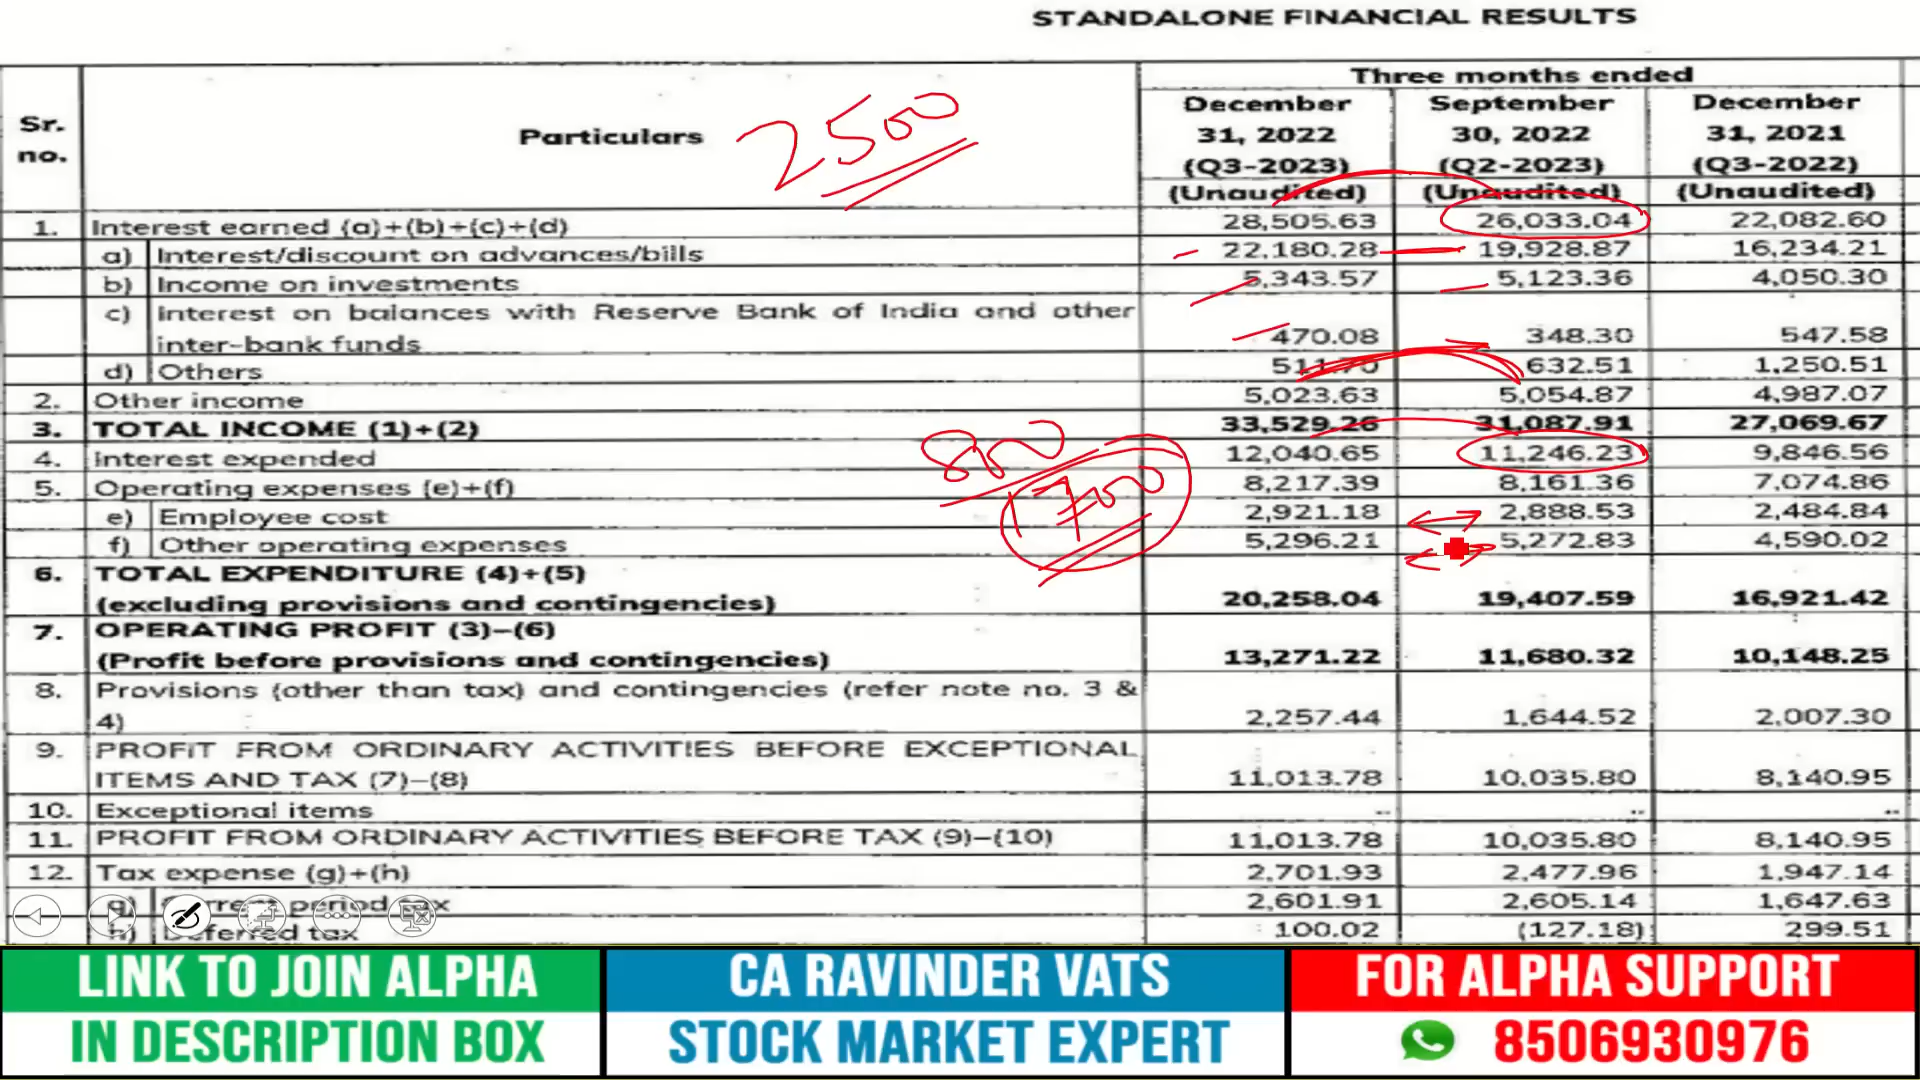 STANDALONE FINANCIAL RESULTS
Sr. no. Particulars Three months ended
December 31, 2022 (Q3-2023) (Unaudited) September 30, 2022 (Q2-2023) (Unaudited) December 31, 2021 (Q3-2022) (Unaudited)
2500
1. Interest earned (a)+(b)+(c)+(d) 28,505.63 26,033.04 22,082.60
a) Interest/discount on advances/bills 22,180.28 19,928.87 16,234.21
b) Income on investments 5,343.57 5,123.36 4,050.30
c) Interest on balances with Reserve Bank of India and other
inter-bank funds 470.08 348.30 547.58
d) Others 511.70 632.51 1,250.51
2. Other income 5,023.63 5,054.87 4,987.07
3. TOTAL INCOME (1)+(2) 33,529.26 31,087.91 27,069.67
800
4. Interest expended 12,040.65 11,246.23 9,846.56
5. Operating expenses (e)+(f) 8,217.39 8,161.36 7,074.86
1700
e) Employee cost 2,921.18 2,888.53 2,484.84
f) Other operating expenses 5,296.21 5,272.83 4,590.02
6. TOTAL EXPENDITURE (4)+(5)
(excluding provisions and contingencies) 20,258.04 19,407.59 16,921.42
7. OPERATING PROFIT (3)–(6)
(Profit before provisions and contingencies) 13,271.22 11,680.32 10,148.25
8. Provisions (other than tax) and contingencies (refer note no. 3 &
4) 2,257.44 1,644.52 2,007.30
9. PROFIT FROM ORDINARY ACTIVITIES BEFORE EXCEPTIONAL
ITEMS AND TAX (7)–(8) 11,013.78 10,035.80 8,140.95
10. Exceptional items .. .. ..
11. PROFIT FROM ORDINARY ACTIVITIES BEFORE TAX (9)–(10) 11,013.78 10,035.80 8,140.95
12. Tax expense (g)+(h) 2,701.93 2,477.96 1,947.14
g) Current period tax 2,601.91 2,605.14 1,647.63
h) Deferred tax 100.02 (127.18) 299.51
LINK TO JOIN ALPHA
IN DESCRIPTION BOX
CA RAVINDER VATS
STOCK MARKET EXPERT
FOR ALPHA SUPPORT
8506930976